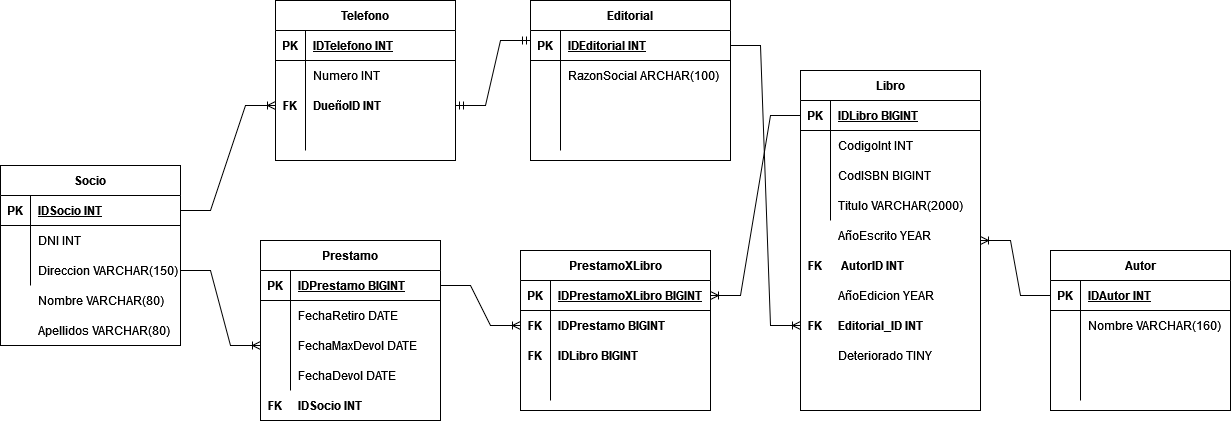 Telefono
PK IDTelefono INT
Numero INT
FK DueñoID INT
Editorial
PK IDEditorial INT
RazonSocial ARCHAR(100)
Libro
PK IDLibro BIGINT
CodigoInt INT
CodISBN BIGINT
Titulo VARCHAR(2000)
AñoEscrito YEAR
FK AutorID INT
AñoEdicion YEAR
FK Editorial_ID INT
Deteriorado TINY
Socio
PK IDSocio INT
DNI INT
Direccion VARCHAR(150)
Nombre VARCHAR(80)
Apellidos VARCHAR(80)
Prestamo
PK IDPrestamo BIGINT
FechaRetiro DATE
FechaMaxDevol DATE
FechaDevol DATE
FK IDSocio INT
PrestamoXLibro
PK IDPrestamoXLibro BIGINT
FK IDPrestamo BIGINT
FK IDLibro BIGINT
Autor
PK IDAutor INT
Nombre VARCHAR(160)